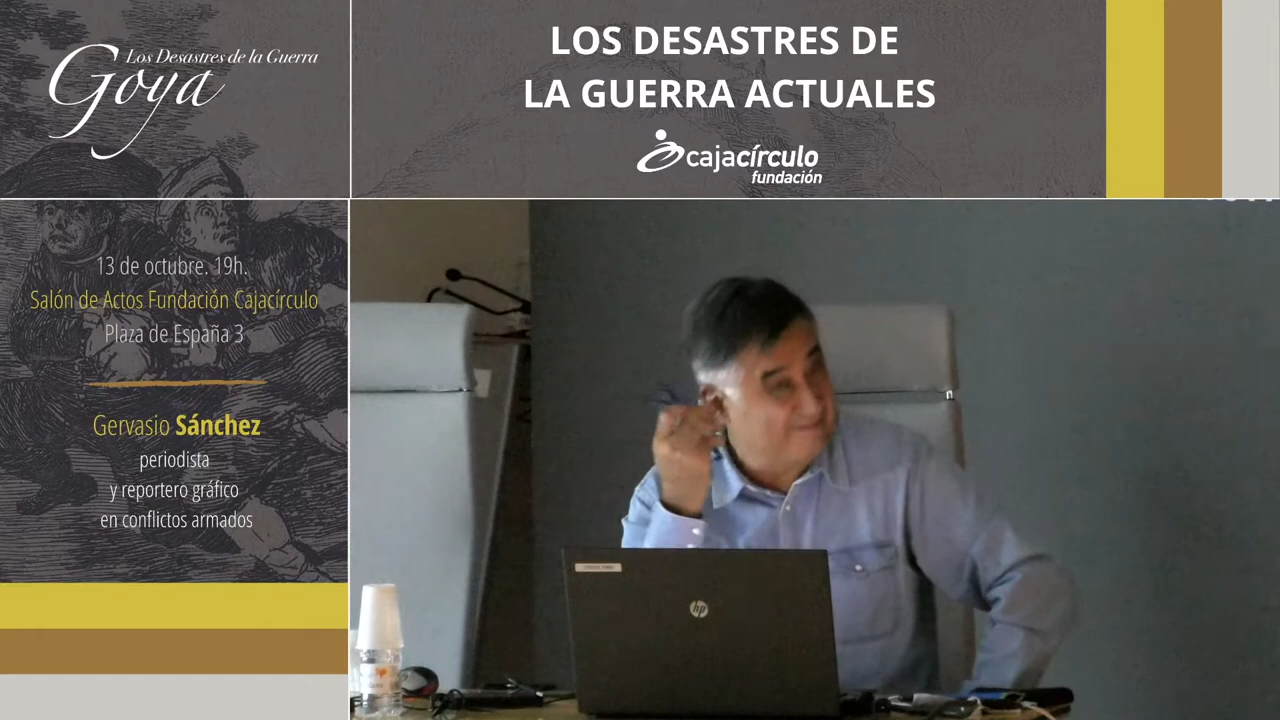 Los Desastres de la Guerra
Goya
LOS DESASTRES DE
LA GUERRA ACTUALES
cajacírculo
fundación
13 de octubre. 19h.
Salón de Actos Fundación Cajacírculo
Plaza de España 3
Gervasio Sánchez
periodista
y reportero gráfico
en conflictos armados
hp